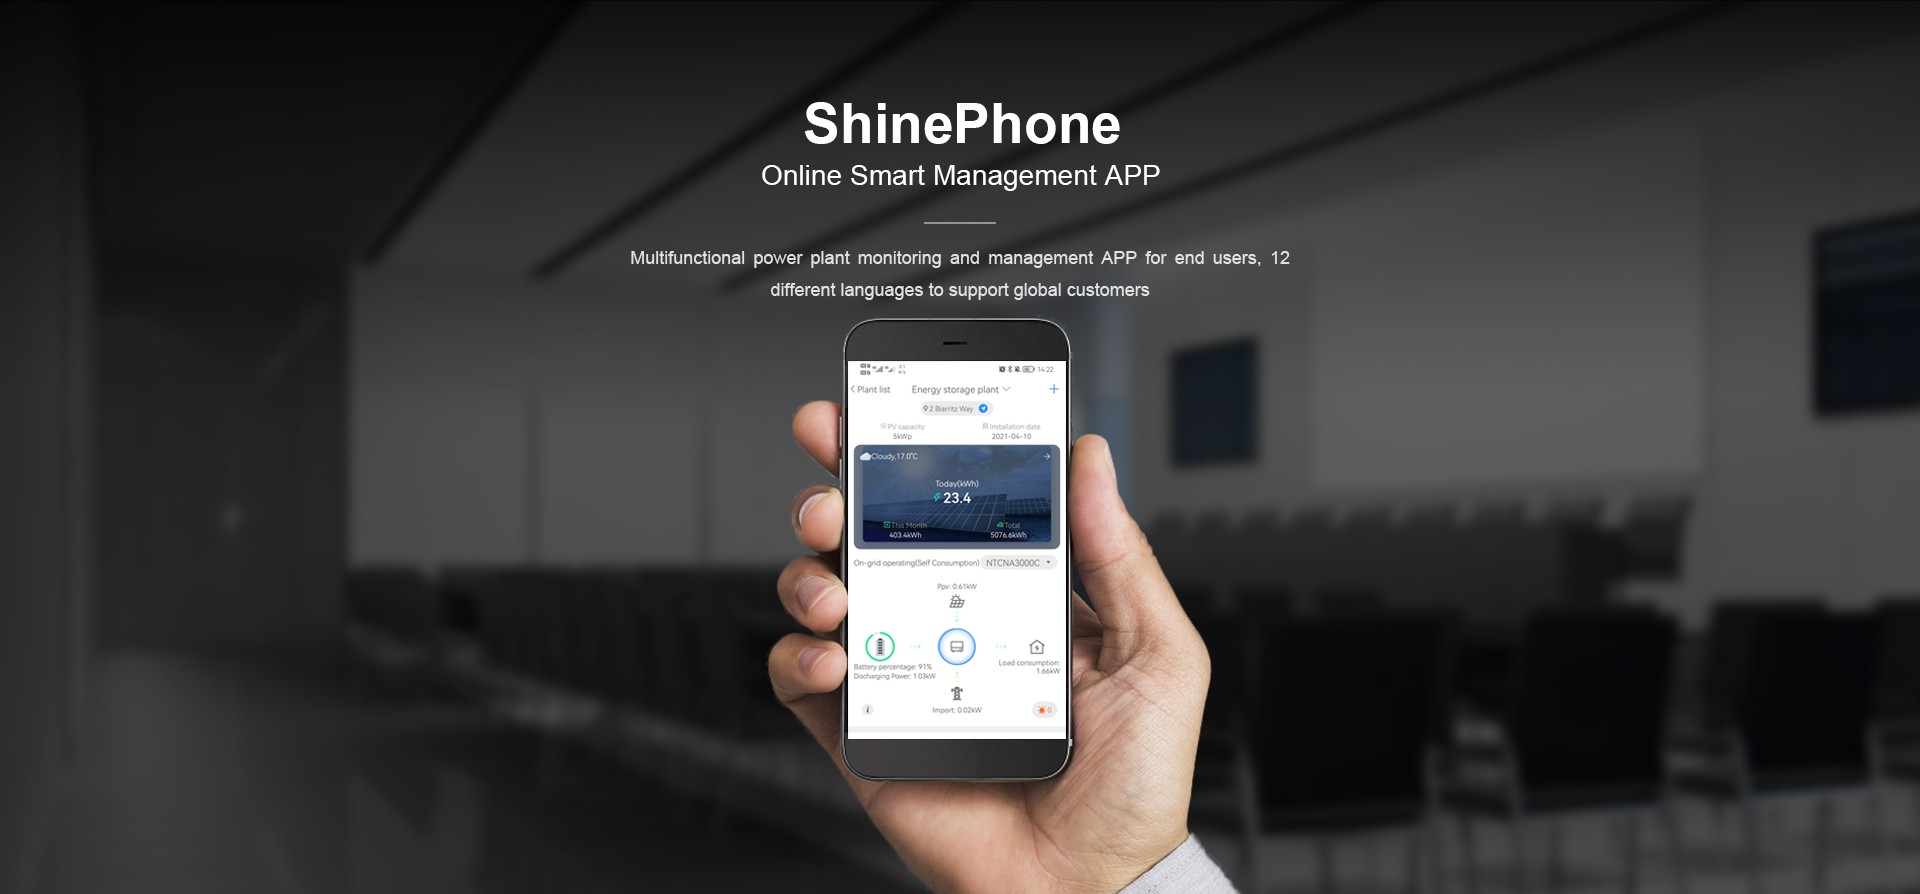 ShinePhone
Online Smart Management APP
Multifunctional power plant monitoring and management APP for end users, 12
different languages to support global customers
14:22
Plant list Energy storage plant
2 Biarritz Way
PV capacity Installation date
5kWp 2021-04-10
Cloudy,17.0°C
Today(kWh)
23.4
This Month Total
403.4kWh 5076.6kWh
On-grid operating(Self Consumption) NTCNA3000C
Ppv: 0.61kW
Battery percentage: 91%
Discharging Power: 1.03kW
Load consumption:
1.66kW
Import: 0.02kW
0